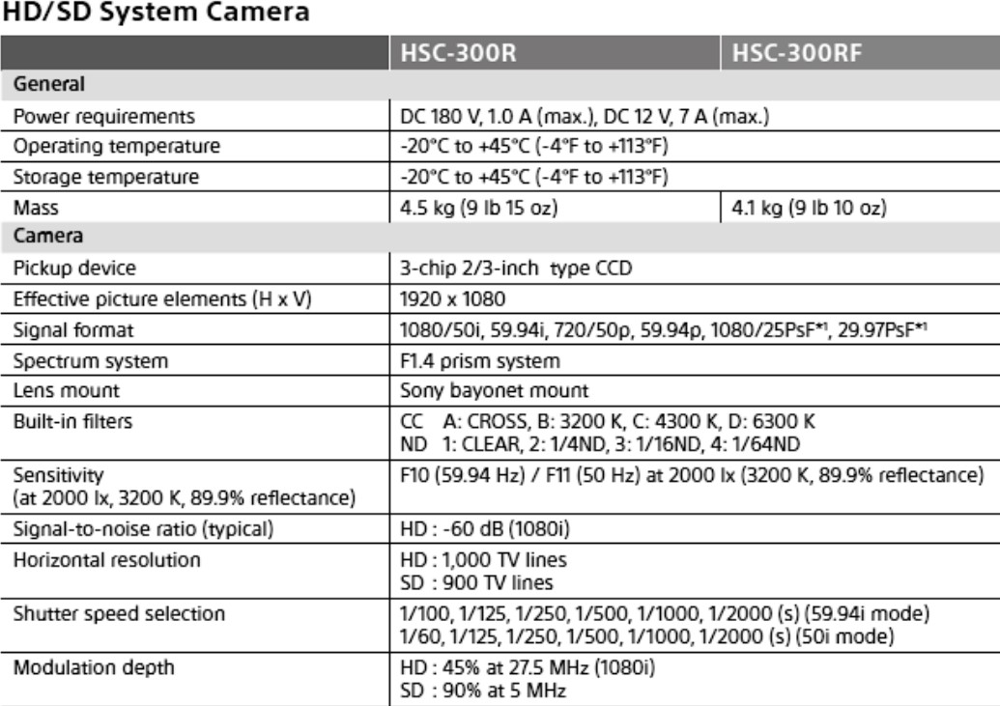 HD/SD System Camera
HSC-300R HSC-300RF
General
Power requirements DC 180 V, 1.0 A (max.), DC 12 V, 7 A (max.)
Operating temperature -20°C to +45°C (-4°F to +113°F)
Storage temperature -20°C to +45°C (-4°F to +113°F)
Mass 4.5 kg (9 lb 15 oz) 4.1 kg (9 lb 10 oz)
Camera
Pickup device 3-chip 2/3-inch type CCD
Effective picture elements (H x V) 1920 x 1080
Signal format 1080/50i, 59.94i, 720/50p, 59.94p, 1080/25PsF*¹, 29.97PsF*¹
Spectrum system F1.4 prism system
Lens mount Sony bayonet mount
Built-in filters CC A: CROSS, B: 3200 K, C: 4300 K, D: 6300 K
ND 1: CLEAR, 2: 1/4ND, 3: 1/16ND, 4: 1/64ND
Sensitivity F10 (59.94 Hz) / F11 (50 Hz) at 2000 lx (3200 K, 89.9% reflectance)
(at 2000 lx, 3200 K, 89.9% reflectance)
Signal-to-noise ratio (typical) HD : -60 dB (1080i)
Horizontal resolution HD : 1,000 TV lines
SD : 900 TV lines
Shutter speed selection 1/100, 1/125, 1/250, 1/500, 1/1000, 1/2000 (s) (59.94i mode)
1/60, 1/125, 1/250, 1/500, 1/1000, 1/2000 (s) (50i mode)
Modulation depth HD : 45% at 27.5 MHz (1080i)
SD : 90% at 5 MHz